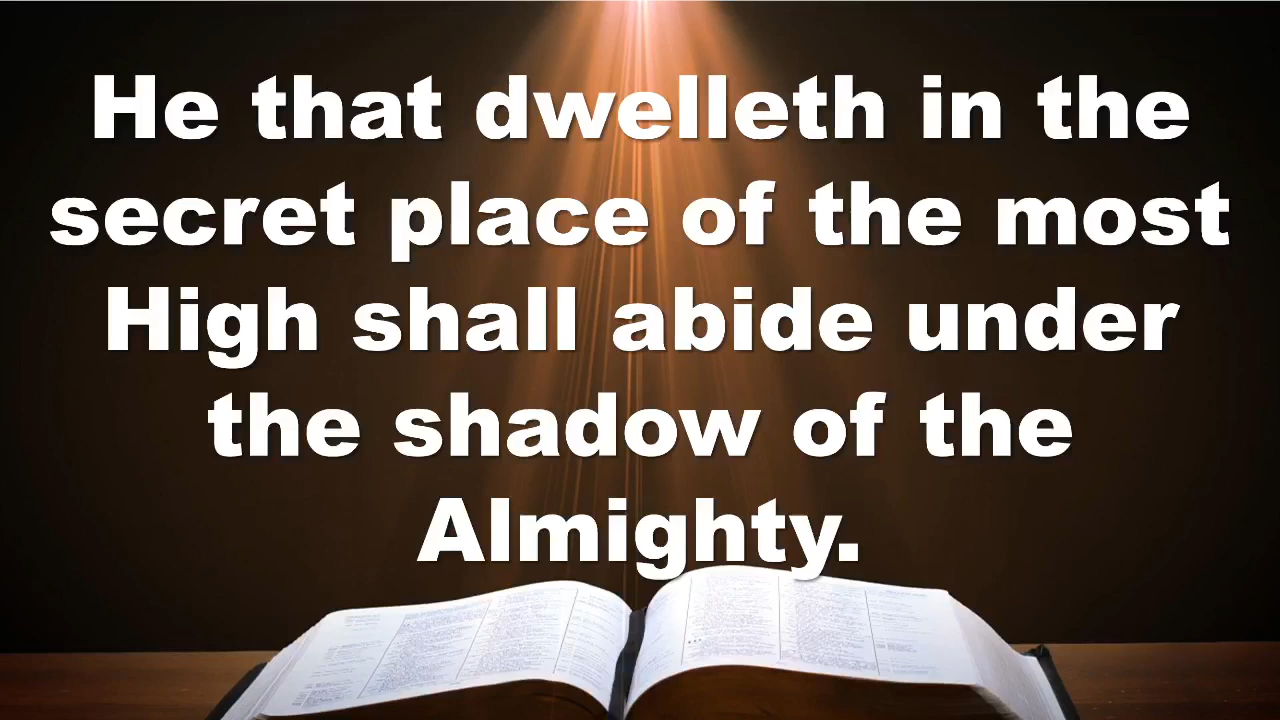 He that dwelleth in the
secret place of the most
High shall abide under
the shadow of the
Almighty.